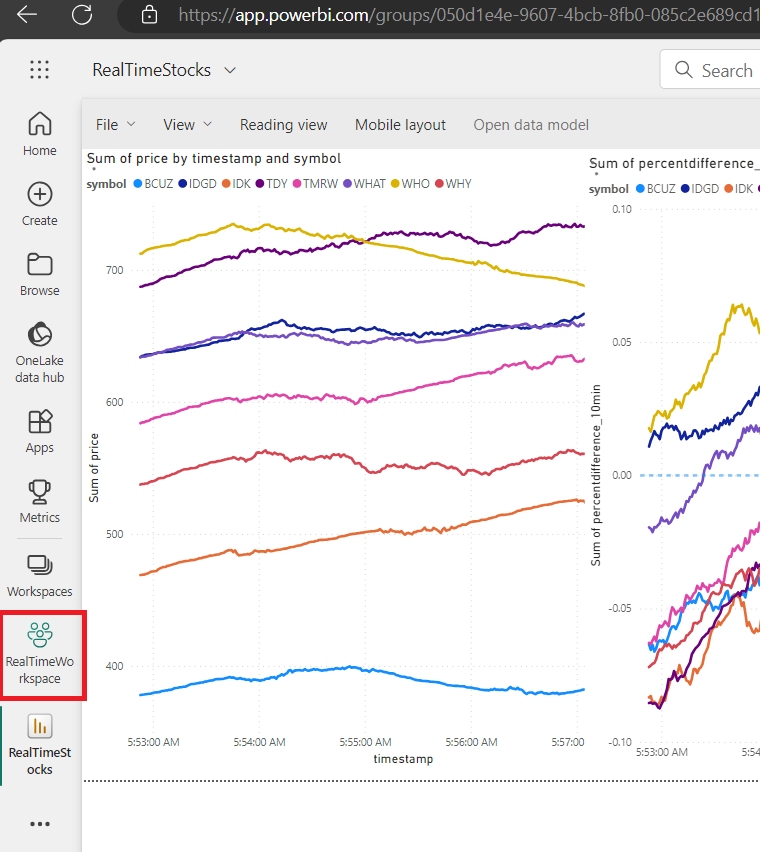 https://app.powerbi.com/groups/050d1e4e-9607-4bcb-8fb0-085c2e689cd1
RealTimeStocks
Search
Home
Create
Browse
OneLake
data hub
Apps
Metrics
Workspaces
RealTimeWo
rkspace
RealTimeSt
ocks
File
View
Reading view
Mobile layout
Open data model
Sum of price by timestamp and symbol
symbol BCUZ IDGD IDK TDY TMRW WHAT WHO WHY
Sum of price
700
600
500
400
5:53:00 AM 5:54:00 AM 5:55:00 AM 5:56:00 AM 5:57:00
timestamp
Sum of percentdifference_
symbol BCUZ IDGD IDK
Sum of percentdifference_10min
0.10
0.05
0.00
-0.05
-0.10
5:53:00 AM 5:54